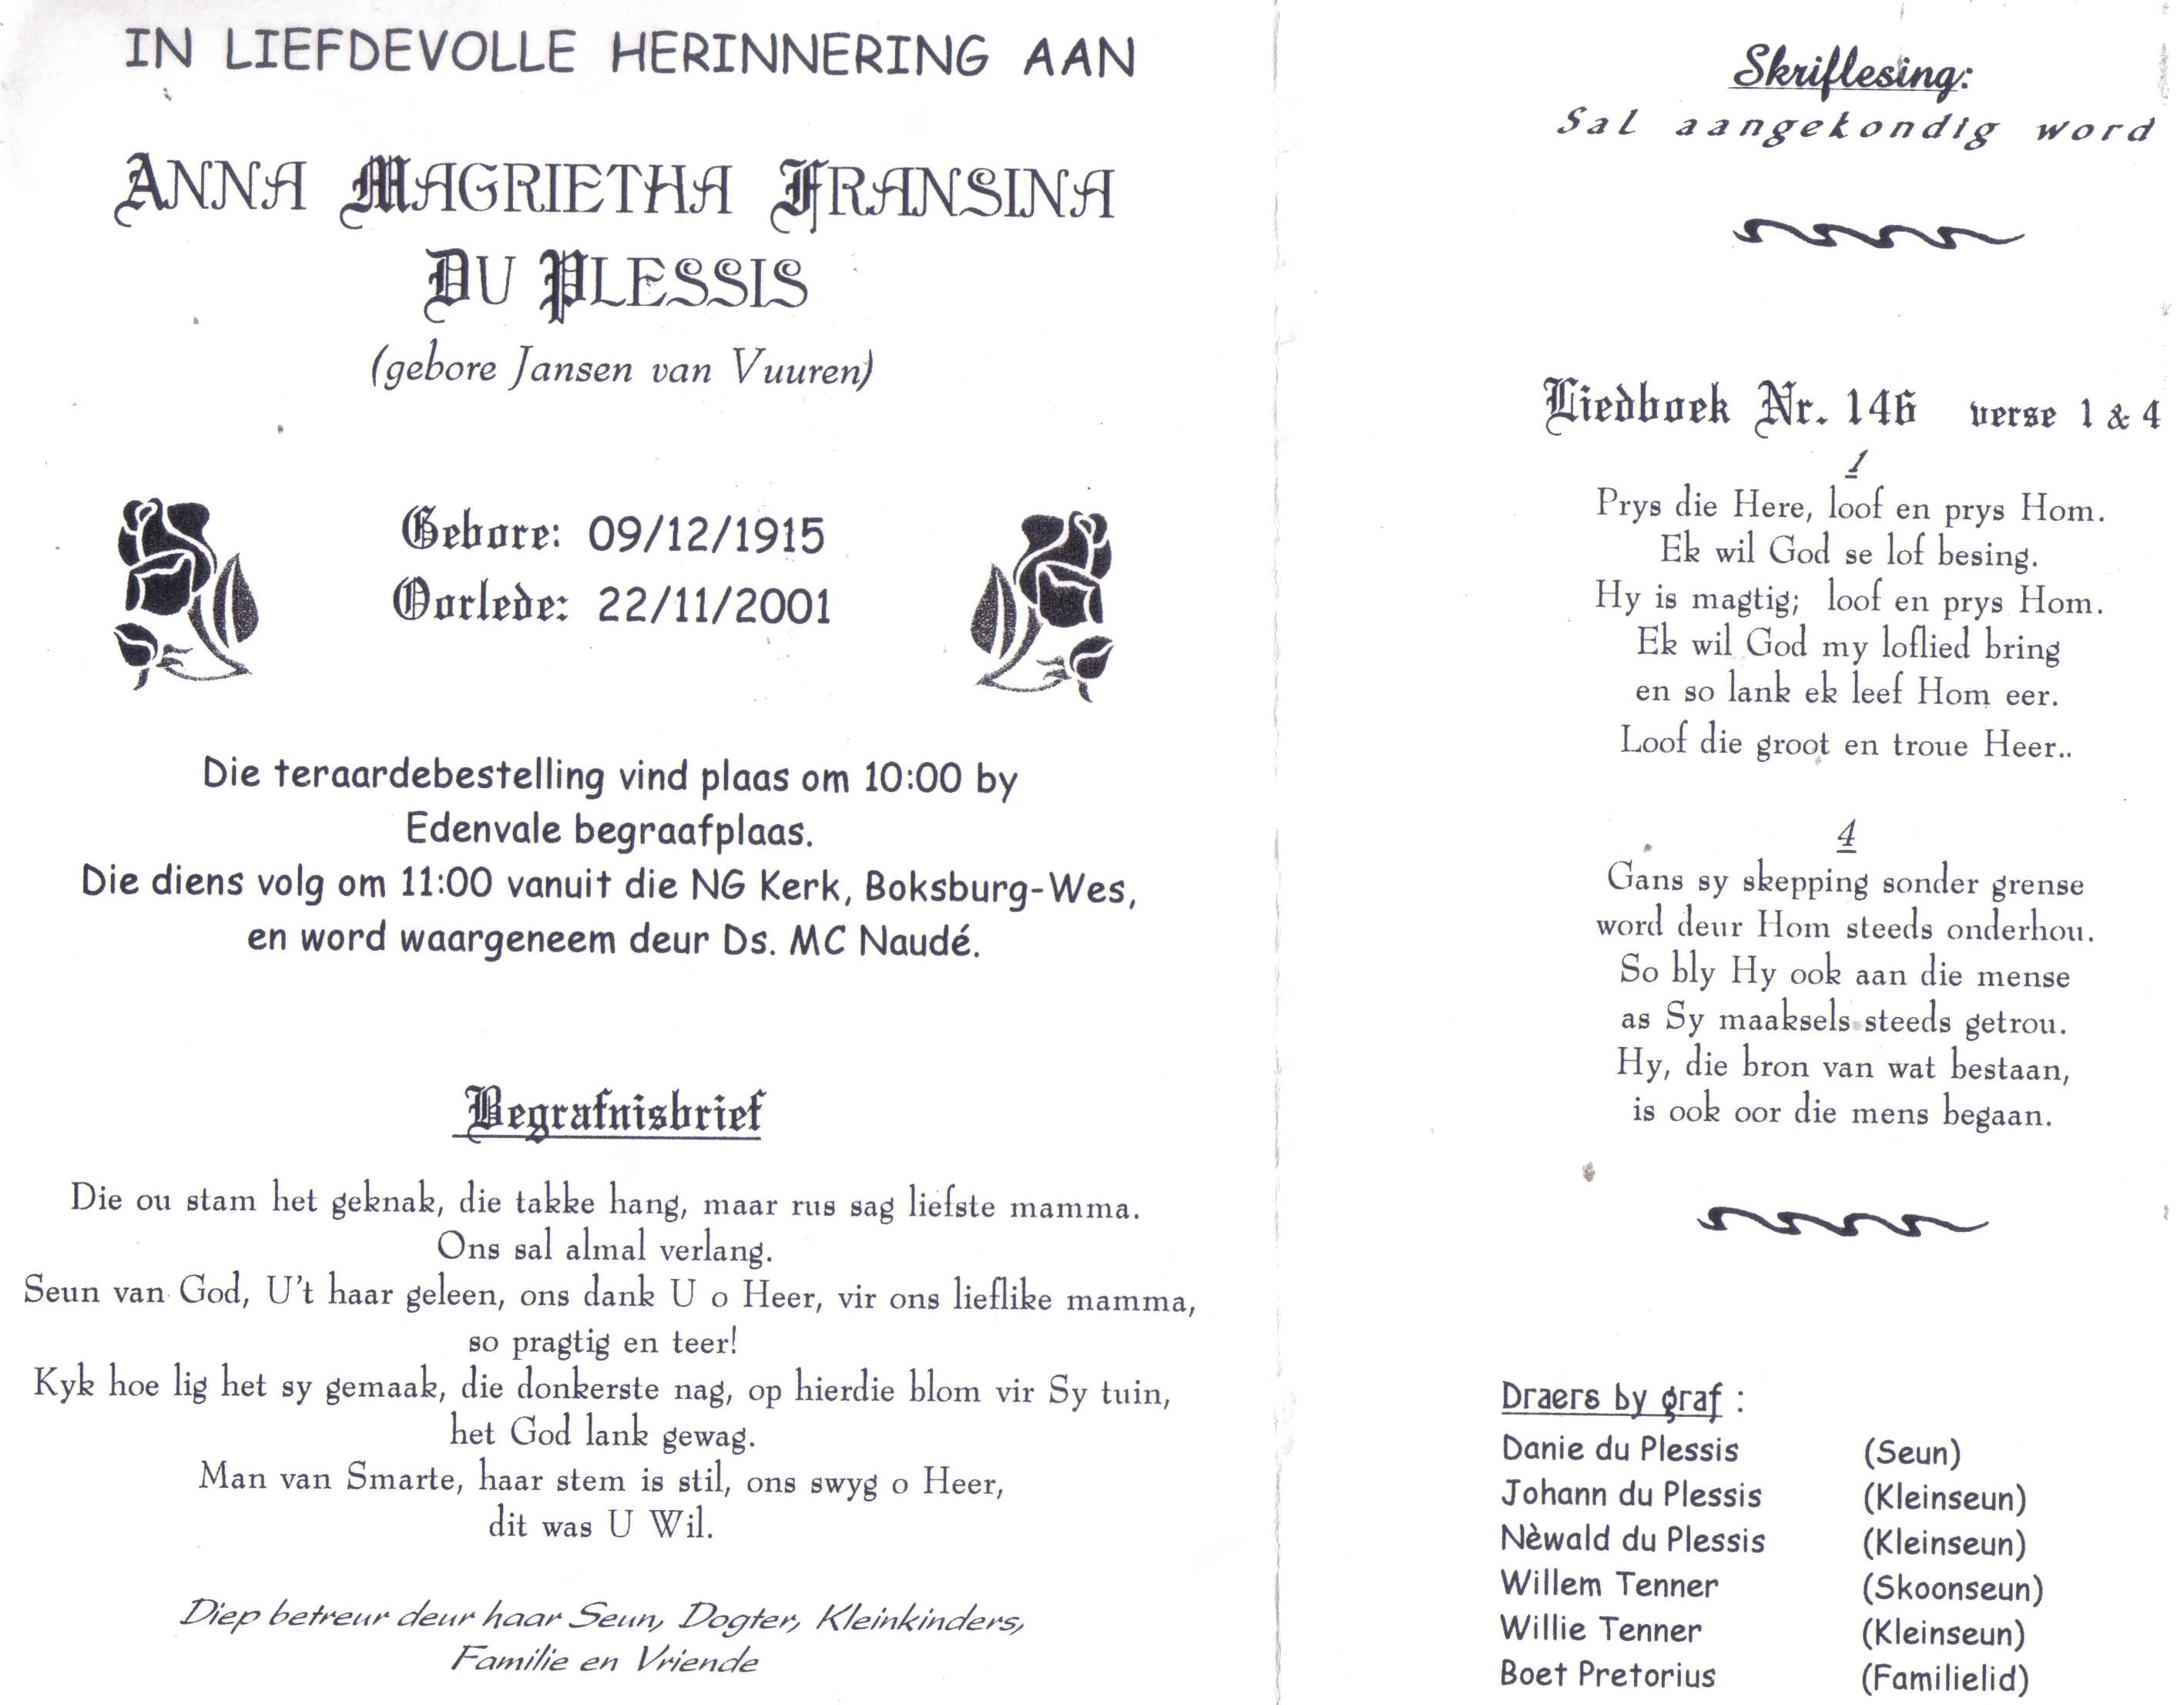 IN LIEFDEVOLLE HERINNERING AAN
ANNA MAGRIETHA FRANSINA
DU PLESSIS
(gebore Jansen van Vuuren)
Gebore: 09/12/1915
Oorlede: 22/11/2001
Die teraardebestelling vind plaas om 10:00 by
Edenvale begraafplaas.
Die diens volg om 11:00 vanuit die NG Kerk, Boksburg-Wes,
en word waargeneem deur Ds. MC Naudé.
Begrafnisbrief
Die ou stam het geknak, die takke hang, maar rus sag liefste mamma.
Ons sal almal verlang.
Seun van God, U't haar geleen, ons dank U o Heer, vir ons lieflike mamma,
so pragtig en teer!
Kyk hoe lig het sy gemaak, die donkerste nag, op hierdie blom vir Sy tuin,
het God lank gewag.
Man van Smarte, haar stem is stil, ons swyg o Heer,
dit was U Wil.
Diep betreur deur haar Seun, Dogter, Kleinkinders,
Familie en Vriende
Skriflesing:
Sal aangekondig word
Liedboek Nr. 146 verse 1 & 4
1
Prys die Here, loof en prys Hom.
Ek wil God se lof besing.
Hy is magtig; loof en prys Hom.
Ek wil God my loflied bring
en so lank ek leef Hom eer.
Loof die groot en troue Heer..
4
Gans sy skepping sonder grense
word deur Hom steeds onderhou.
So bly Hy ook aan die mense
as Sy maaksels steeds getrou.
Hy, die bron van wat bestaan,
is ook oor die mens begaan.
Draers by graf :
Danie du Plessis (Seun)
Johann du Plessis (Kleinseun)
Nèwald du Plessis (Kleinseun)
Willem Tenner (Skoonseun)
Willie Tenner (Kleinseun)
Boet Pretorius (Familielid)